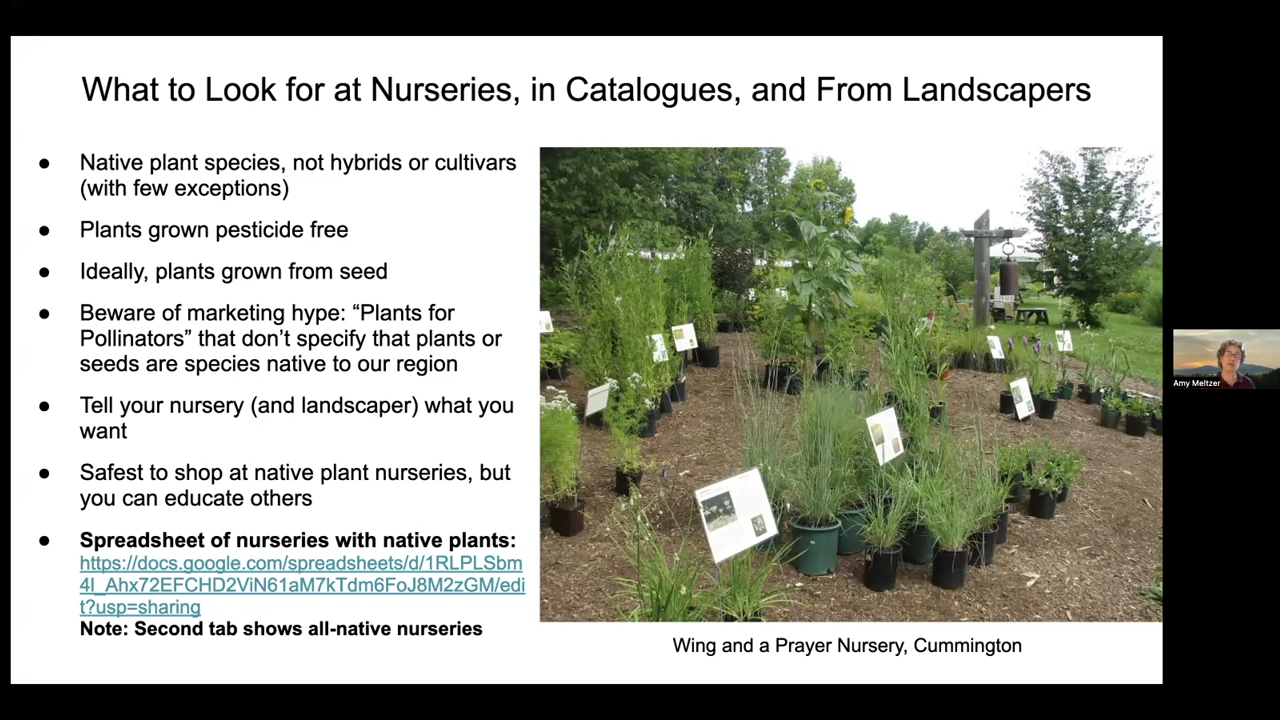 What to Look for at Nurseries, in Catalogues, and From Landscapers
● Native plant species, not hybrids or cultivars
(with few exceptions)
● Plants grown pesticide free
● Ideally, plants grown from seed
● Beware of marketing hype: “Plants for
Pollinators” that don’t specify that plants or
seeds are species native to our region
● Tell your nursery (and landscaper) what you
want
● Safest to shop at native plant nurseries, but
you can educate others
● Spreadsheet of nurseries with native plants:
https://docs.google.com/spreadsheets/d/1RLPLSbm
4l_Ahx72EFCHD2ViN61aM7kTdm6FoJ8M2zGM/edi
t?usp=sharing
Note: Second tab shows all-native nurseries
Wing and a Prayer Nursery, Cummington
Amy Meltzer